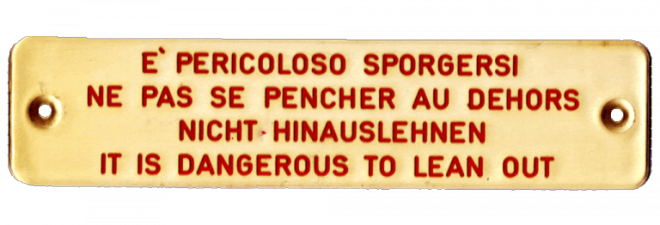 E` PERICOLOSO SPORGERSI
NE PAS SE PENCHER AU DEHORS
NICHT HINAUSLEHNEN
IT IS DANGEROUS TO LEAN OUT